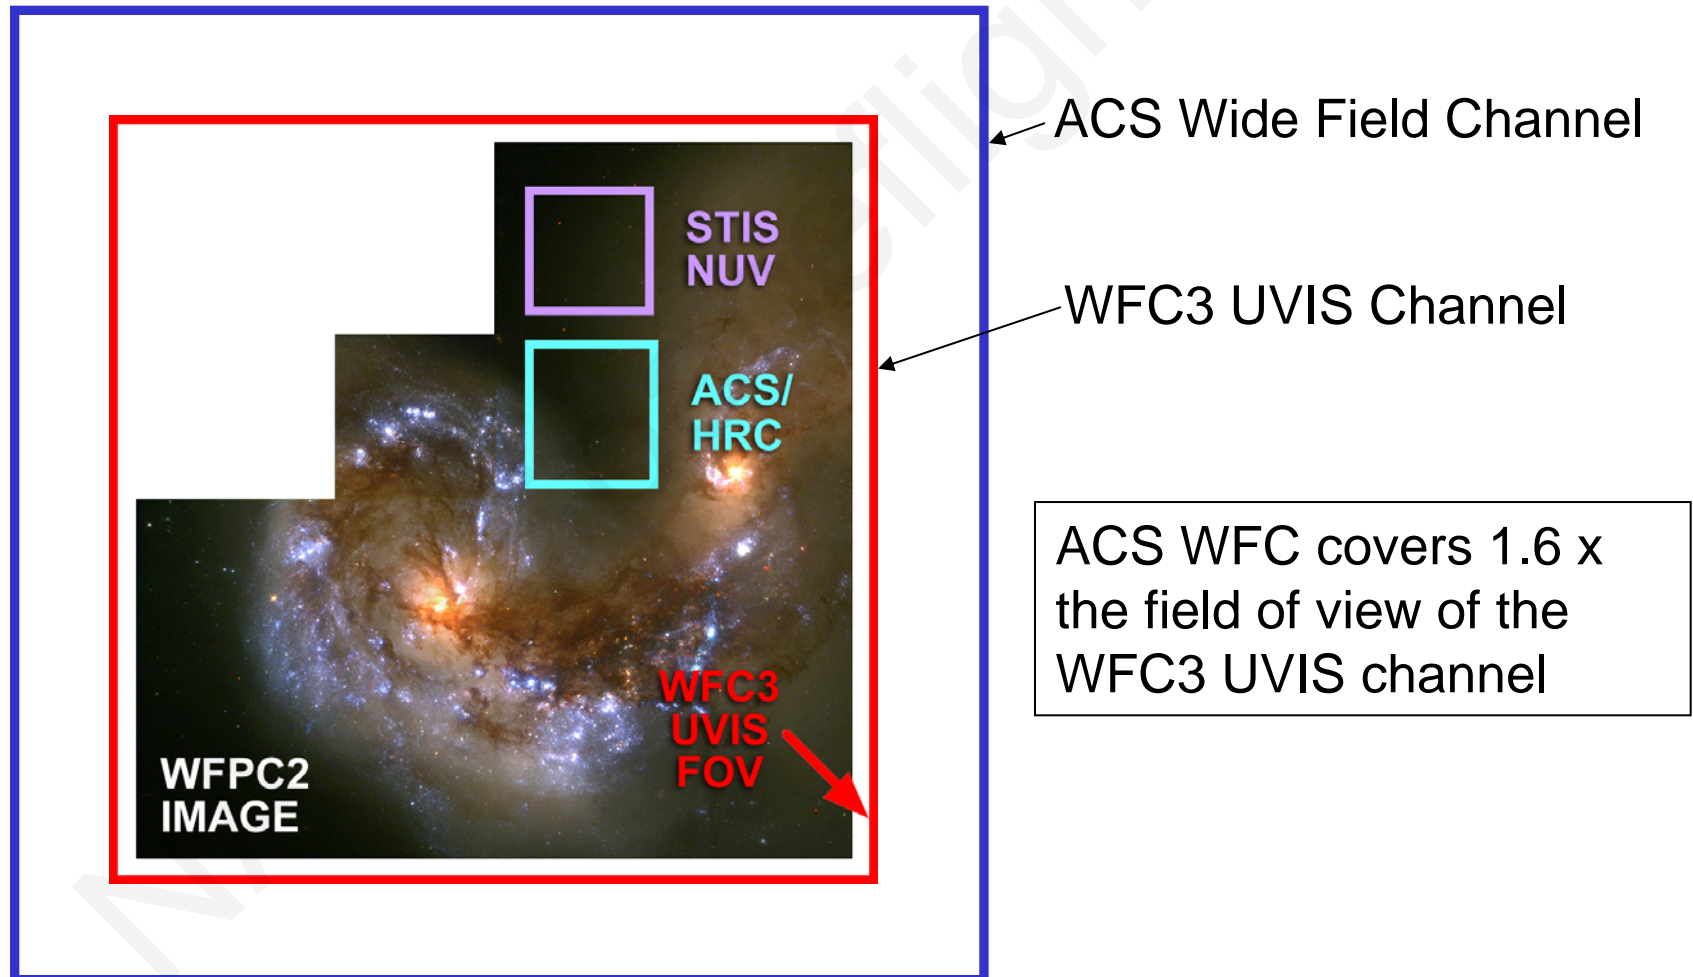 ACS Wide Field Channel
STIS
NUV
WFC3 UVIS Channel
ACS/
HRC
ACS WFC covers 1.6 x
the field of view of the
WFC3 UVIS channel
WFC3
UVIS
FOV
WFPC2
IMAGE